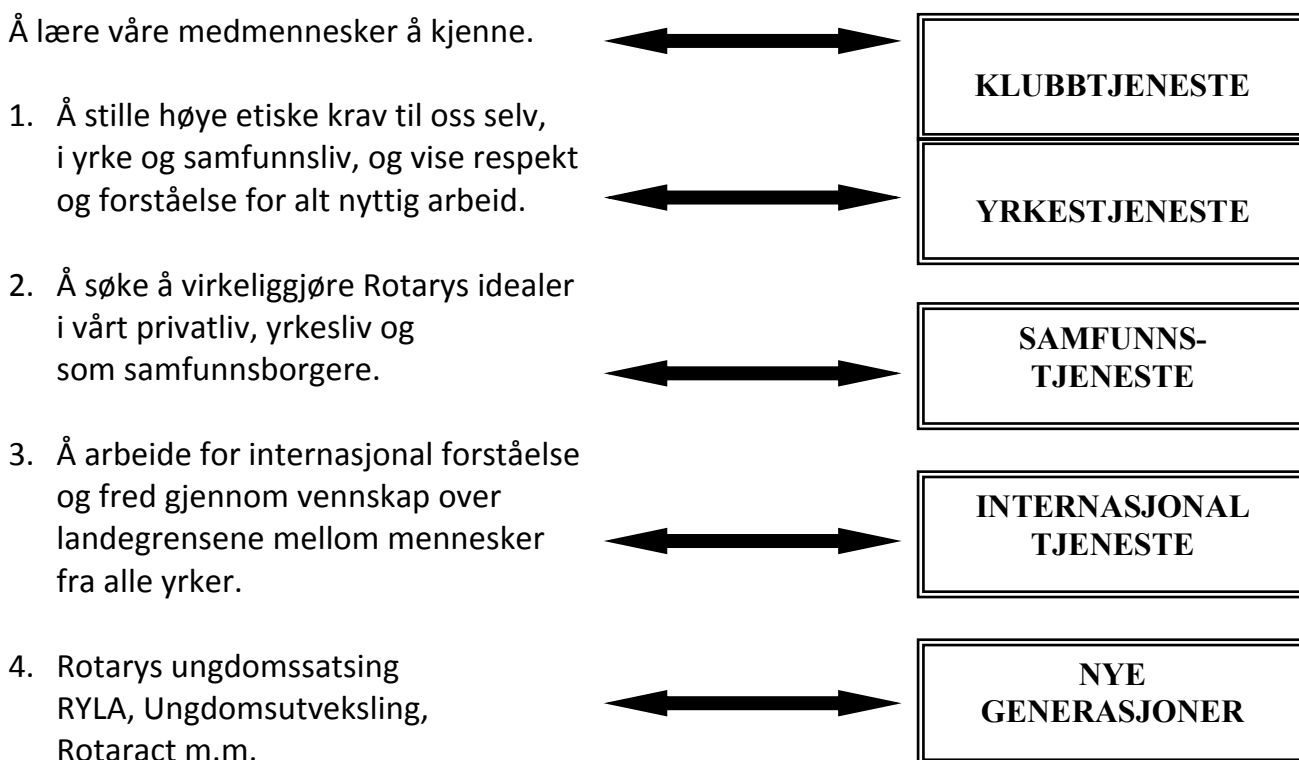 Å lære våre medmennesker å kjenne.
KLUBBTJENESTE
1. Å stille høye etiske krav til oss selv,
i yrke og samfunnsliv, og vise respekt
og forståelse for alt nyttig arbeid.
YRKESTJENESTE
2. Å søke å virkeliggjøre Rotarys idealer
i vårt privatliv, yrkesliv og
som samfunnsborgere.
SAMFUNNS-
TJENESTE
3. Å arbeide for internasjonal forståelse
og fred gjennom vennskap over
landegrensene mellom mennesker
fra alle yrker.
INTERNASJONAL
TJENESTE
4. Rotarys ungdomssatsing
RYLA, Ungdomsutveksling,
Rotaract m.m.
NYE
GENERASJONER